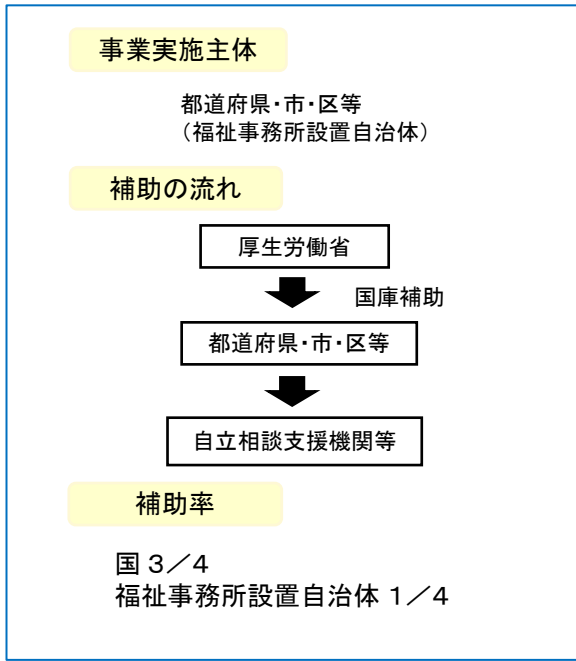 事業実施主体
都道府県・市・区等
（福祉事務所設置自治体）
補助の流れ
厚生労働省
国庫補助
都道府県・市・区等
自立相談支援機関等
補助率
国 ３／４
福祉事務所設置自治体 １／４